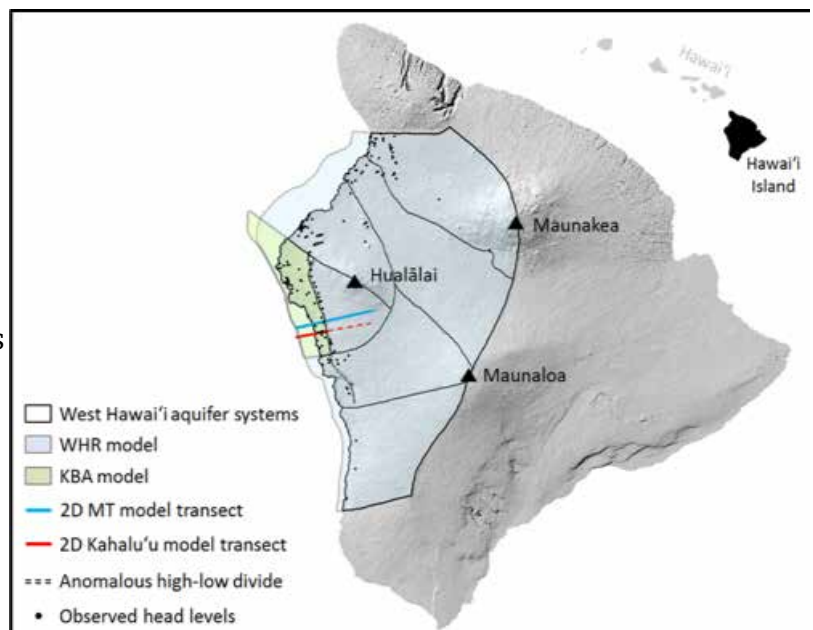 Hawai‘i
Hawai‘i
Island
Maunakea
Hualālai
Maunaloa
s
West Hawai‘i aquifer systems
WHR model
KBA model
2D MT model transect
2D Kahalu‘u model transect
Anomalous high-low divide
Observed head levels